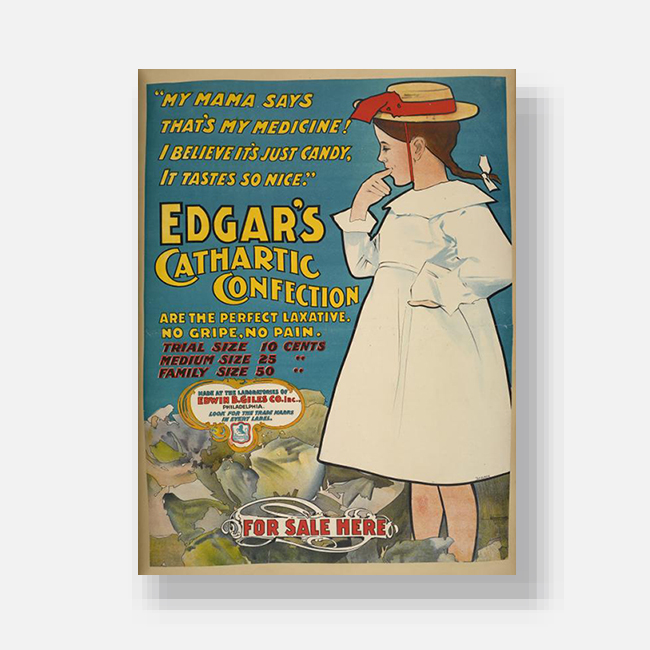 "MY MAMA SAYS
THAT'S MY MEDICINE!
I BELIEVE IT'S JUST CANDY,
IT TASTES SO NICE."
EDGAR'S
CATHARTIC
CONFECTION
ARE THE PERFECT LAXATIVE.
NO GRIPE, NO PAIN.
TRIAL SIZE 10 CENTS
MEDIUM SIZE 25 "
FAMILY SIZE 50 "
MADE AT THE LABORATORIES OF
EDWIN B. GILES CO. INC..
PHILADELPHIA.
LOOK FOR THE TRADE MARKS
IN EVERY LABEL.
FOR SALE HERE